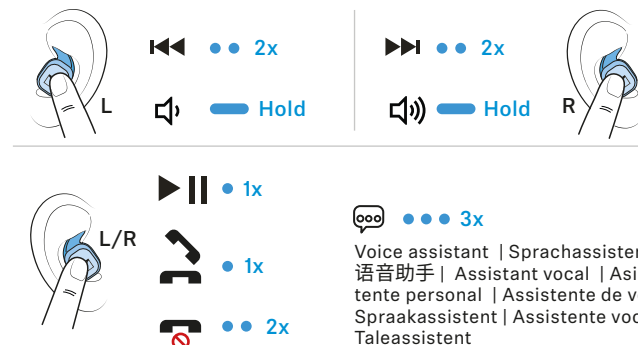 2x
2x
L
Hold
Hold
R
1x
L/R
3x
1x
Voice assistant | Sprachassisten
语音助手 | Assistant vocal | Asi
tente personal | Assistente de v
Spraakassistent | Assistente voc
2x
Taleassistent